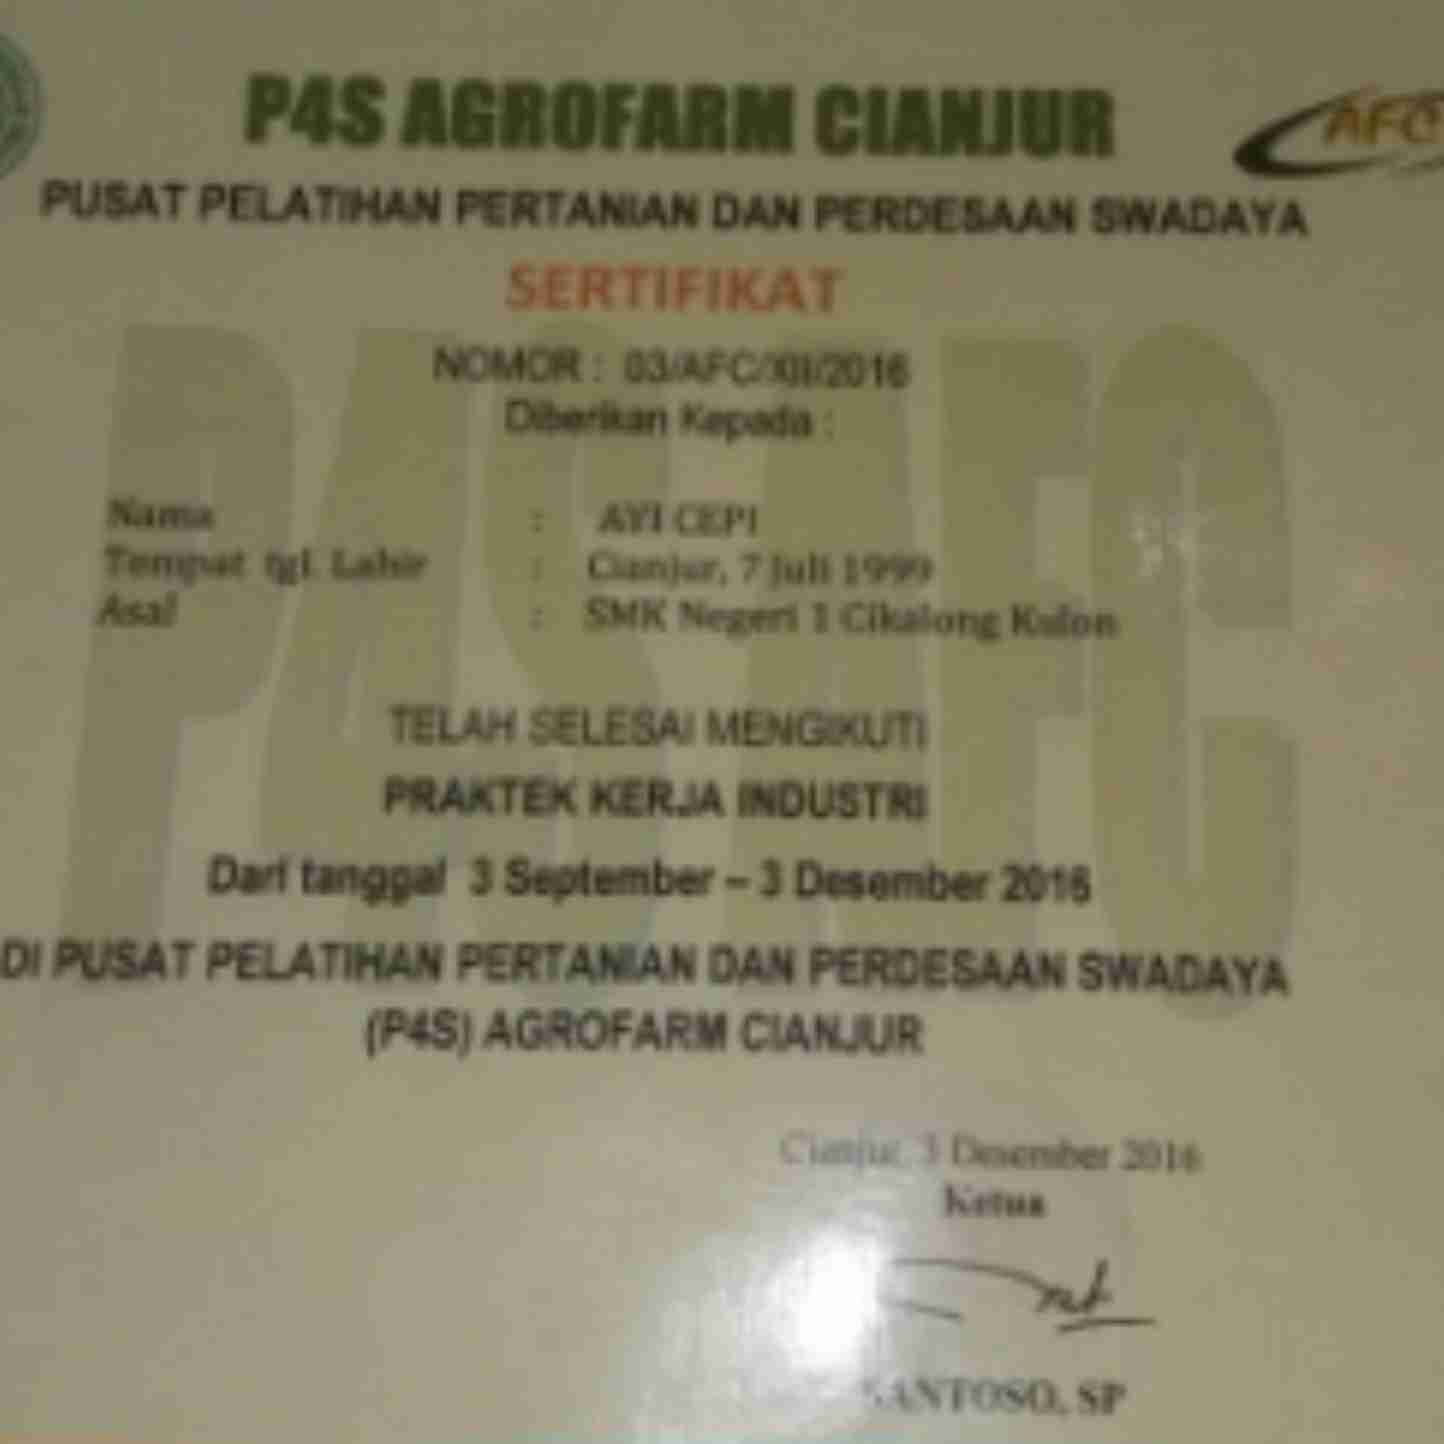 P4S AGROFARM CIANJUR
AFC
PUSAT PELATIHAN PERTANIAN DAN PERDESAAN SWADAYA
SERTIFIKAT
NOMOR : 03/AFC/XII/2016
Diberikan Kepada :
Nama : AYI CEPI
Tempat tgl. Lahir : Cianjur, 7 Juli 1999
Asal : SMK Negeri 1 Cikalong Kulon
TELAH SELESAI MENGIKUTI
PRAKTEK KERJA INDUSTRI
Dari tanggal 3 September – 3 Desember 2016
DI PUSAT PELATIHAN PERTANIAN DAN PERDESAAN SWADAYA
(P4S) AGROFARM CIANJUR
Cianjur, 3 Desember 2016
Ketua
SANTOSO, SP
P4S AFC